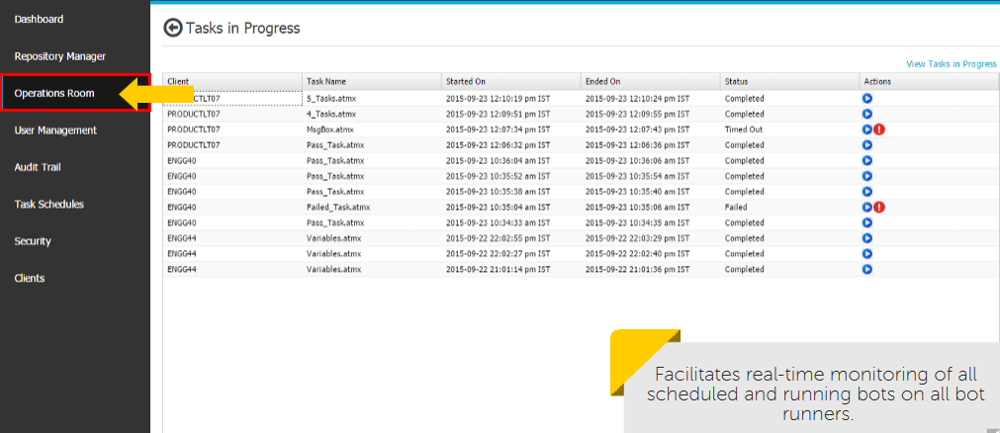 Dashboard
Repository Manager
Operations Room
User Management
Audit Trail
Task Schedules
Security
Clients
Tasks in Progress
View Tasks in Progress
Client Task Name Started On Ended On Status Actions
PRODUCTLT07 5_Tasks.atmx 2015-09-23 12:10:19 pm IST 2015-09-23 12:10:24 pm IST Completed
PRODUCTLT07 4_Tasks.atmx 2015-09-23 12:09:51 pm IST 2015-09-23 12:09:55 pm IST Completed
PRODUCTLT07 MsgBox.atmx 2015-09-23 12:07:34 pm IST 2015-09-23 12:07:43 pm IST Timed Out
PRODUCTLT07 Pass_Task.atmx 2015-09-23 12:06:32 pm IST 2015-09-23 12:06:36 pm IST Completed
ENGG40 Pass_Task.atmx 2015-09-23 10:36:04 am IST 2015-09-23 10:36:06 am IST Completed
ENGG40 Pass_Task.atmx 2015-09-23 10:35:52 am IST 2015-09-23 10:35:54 am IST Completed
ENGG40 Pass_Task.atmx 2015-09-23 10:35:38 am IST 2015-09-23 10:35:40 am IST Completed
ENGG40 Failed_Task.atmx 2015-09-23 10:35:04 am IST 2015-09-23 10:35:06 am IST Failed
ENGG40 Pass_Task.atmx 2015-09-23 10:34:33 am IST 2015-09-23 10:34:35 am IST Completed
ENGG44 Variables.atmx 2015-09-22 22:02:55 pm IST 2015-09-22 22:03:29 pm IST Completed
ENGG44 Variables.atmx 2015-09-22 22:02:27 pm IST 2015-09-22 22:02:40 pm IST Completed
ENGG44 Variables.atmx 2015-09-22 21:01:14 pm IST 2015-09-22 21:01:36 pm IST Completed
Facilitates real-time monitoring of all
scheduled and running bots on all bot
runners.